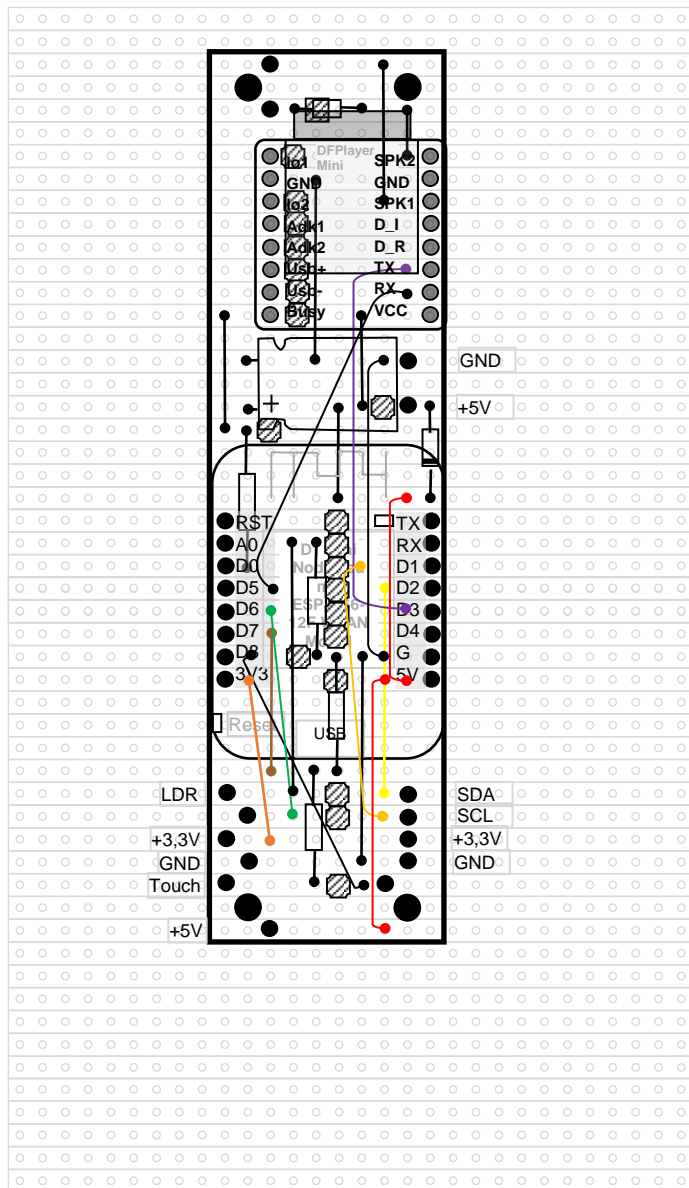 DFPlayer
Mini
Io1 SPK2
GND GND
Io2 SPK1
Adk1 D_I
Adk2 D_R
Usb+ TX
Usb- RX
Busy VCC
GND
+
+5V
RST TX
A0 RX
D0 D1
D5 D2
D6 D3
D7 D4
D8 G
3V3 5V
Reset
USB
LDR SDA
SCL
+3,3V +3,3V
GND GND
Touch
+5V